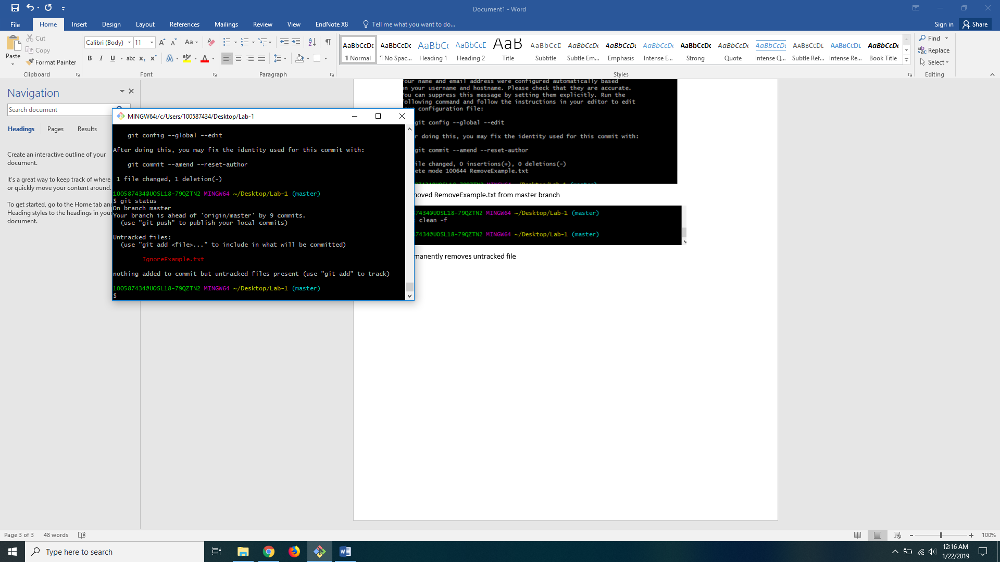 Document1 - Word
File Home Insert Design Layout References Mailings Review View EndNote X8 Tell me what you want to do... Sign in Share
Paste
Cut
Copy
Format Painter
Clipboard
Calibri (Body) 11
Font
Paragraph
AaBbCcDc AaBbCcDc AaBbCc AaBbCcD AaB AaBbCcD AaBbCcDc AaBbCcDc AaBbCcDc AaBbCcDc AaBbCcDc AaBbCcDc AABBCCDE AABBCCDE AaBbCcDc
¶ Normal ¶ No Spac... Heading 1 Heading 2 Title Subtitle Subtle Em... Emphasis Intense E... Strong Quote Intense Q... Subtle Ref... Intense Re... Book Title
Styles
Find
Replace
Select
Editing
Navigation
Search document
Headings Pages Results
Create an interactive outline of your
document.
It's a great way to keep track of where
or quickly move your content around.
To get started, go to the Home tab and
Heading styles to the headings in your
document.
MINGW64:/c/Users/100587434/Desktop/Lab-1
git config --global --edit
After doing this, you may fix the identity used for this commit with:
git commit --amend --reset-author
1 file changed, 1 deletion(-)
100587434@UOSL18-79QZTN2 MINGW64 ~/Desktop/Lab-1 (master)
$ git status
On branch master
Your branch is ahead of 'origin/master' by 9 commits.
(use "git push" to publish your local commits)
Untracked files:
(use "git add <file>..." to include in what will be committed)
IgnoreExample.txt
nothing added to commit but untracked files present (use "git add" to track)
100587434@UOSL18-79QZTN2 MINGW64 ~/Desktop/Lab-1 (master)
$
our name and email address were configured automatically based
on your username and hostname. Please check that they are accurate.
You can suppress this message by setting them explicitly. Run the
following command and follow the instructions in your editor to edit
configuration file:
git config --global --edit
r doing this, you may fix the identity used for this commit with:
git commit --amend --reset-author
ile changed, 0 insertions(+), 0 deletions(-)
ete mode 100644 RemoveExample.txt
moved RemoveExample.txt from master branch
7434@UOSL18-79QZTN2 MINGW64 ~/Desktop/Lab-1 (master)
clean -f
7434@UOSL18-79QZTN2 MINGW64 ~/Desktop/Lab-1 (master)
manently removes untracked file
Page 3 of 3 48 words 100%
Type here to search
12:16 AM
1/22/2019